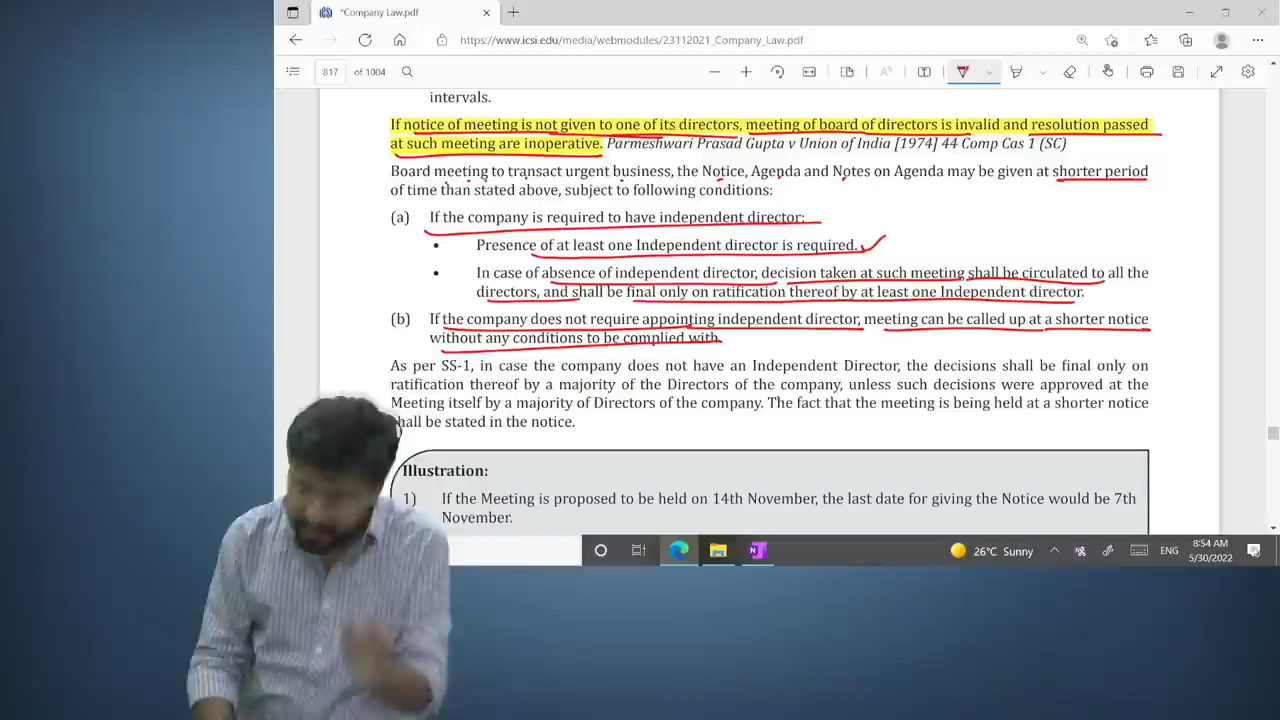 *Company Law.pdf
https://www.icsi.edu/media/webmodules/23112021_Company_Law.pdf
817 of 1004
intervals.
If notice of meeting is not given to one of its directors, meeting of board of directors is invalid and resolution passed
at such meeting are inoperative. Parmeshwari Prasad Gupta v Union of India [1974] 44 Comp Cas 1 (SC)
Board meeting to transact urgent business, the Notice, Agenda and Notes on Agenda may be given at shorter period
of time than stated above, subject to following conditions:
(a) If the company is required to have independent director:
• Presence of at least one Independent director is required.
• In case of absence of independent director, decision taken at such meeting shall be circulated to all the
directors, and shall be final only on ratification thereof by at least one Independent director.
(b) If the company does not require appointing independent director, meeting can be called up at a shorter notice
without any conditions to be complied with.
As per SS-1, in case the company does not have an Independent Director, the decisions shall be final only on
ratification thereof by a majority of the Directors of the company, unless such decisions were approved at the
Meeting itself by a majority of Directors of the company. The fact that the meeting is being held at a shorter notice
shall be stated in the notice.
Illustration:
1) If the Meeting is proposed to be held on 14th November, the last date for giving the Notice would be 7th
November.
26°C Sunny
ENG
8:54 AM
5/30/2022